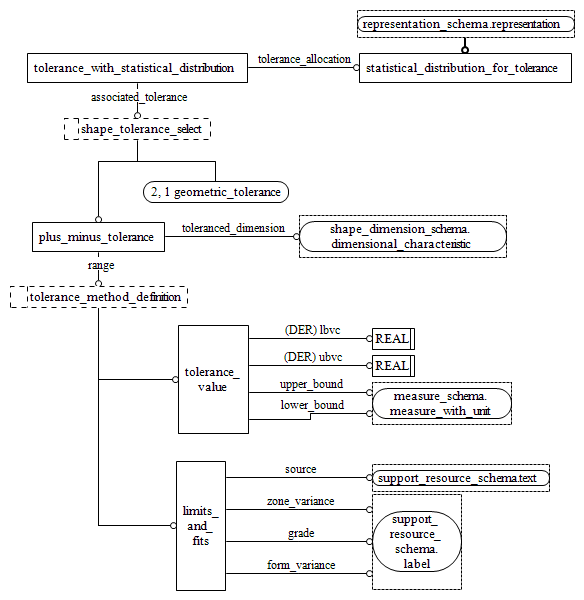 representation_schema.representation
tolerance_with_statistical_distribution
tolerance_allocation
statistical_distribution_for_tolerance
associated_tolerance
shape_tolerance_select
2, 1 geometric_tolerance
plus_minus_tolerance
toleranced_dimension
shape_dimension_schema.
dimensional_characteristic
range
tolerance_method_definition
tolerance_
value
(DER) lbvc
REAL
(DER) ubvc
REAL
upper_bound
lower_bound
measure_schema.
measure_with_unit
limits_
and_
fits
source
support_resource_schema.text
zone_variance
grade
form_variance
support_
resource_
schema.
label